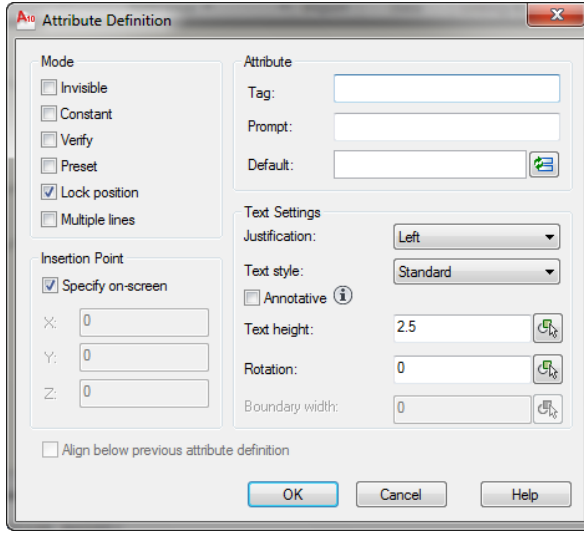 A10 Attribute Definition
Mode
Invisible
Constant
Verify
Preset
Lock position
Multiple lines
Insertion Point
Specify on-screen
X: 0
Y: 0
Z: 0
Attribute
Tag:
Prompt:
Default:
Text Settings
Justification: Left
Text style: Standard
Annotative i
Text height: 2.5
Rotation: 0
Boundary width: 0
Align below previous attribute definition
OK Cancel Help